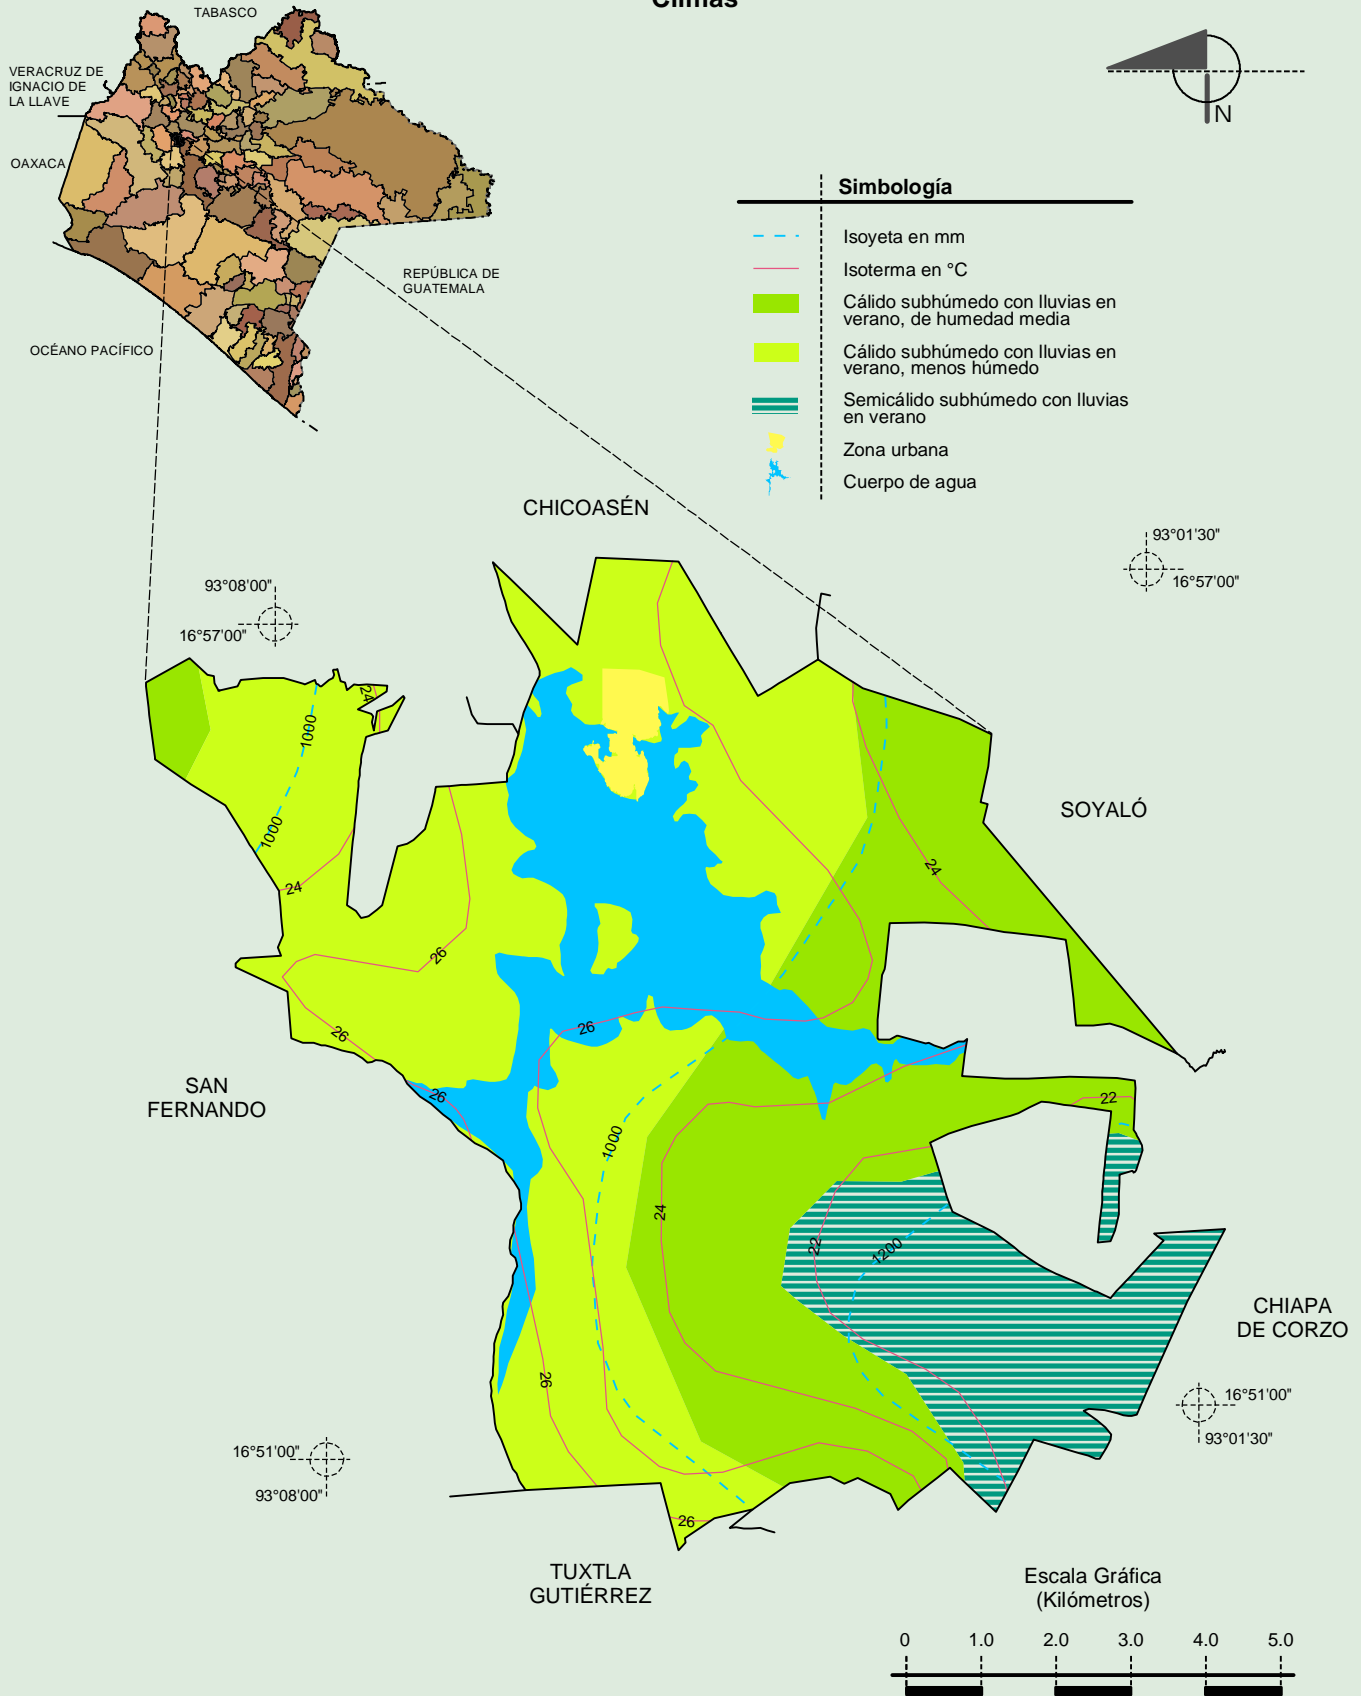 Climas
TABASCO
VERACRUZ DE
IGNACIO DE
LA LLAVE
OAXACA
REPÚBLICA DE
GUATEMALA
OCÉANO PACÍFICO
N
Simbología
Isoyeta en mm
Isoterma en °C
Cálido subhúmedo con lluvias en
verano, de humedad media
Cálido subhúmedo con lluvias en
verano, menos húmedo
Semicálido subhúmedo con lluvias
en verano
Zona urbana
Cuerpo de agua
CHICOASÉN
93°01'30"
16°57'00"
93°08'00"
16°57'00"
24
1000
1000
24
SOYALÓ
24
26
26
26
26
SAN
FERNANDO
22
1000
24
22
1200
CHIAPA
DE CORZO
26
16°51'00"
93°01'30"
16°51'00"
93°08'00"
26
TUXTLA
GUTIÉRREZ
Escala Gráfica
(Kilómetros)
0 1.0 2.0 3.0 4.0 5.0